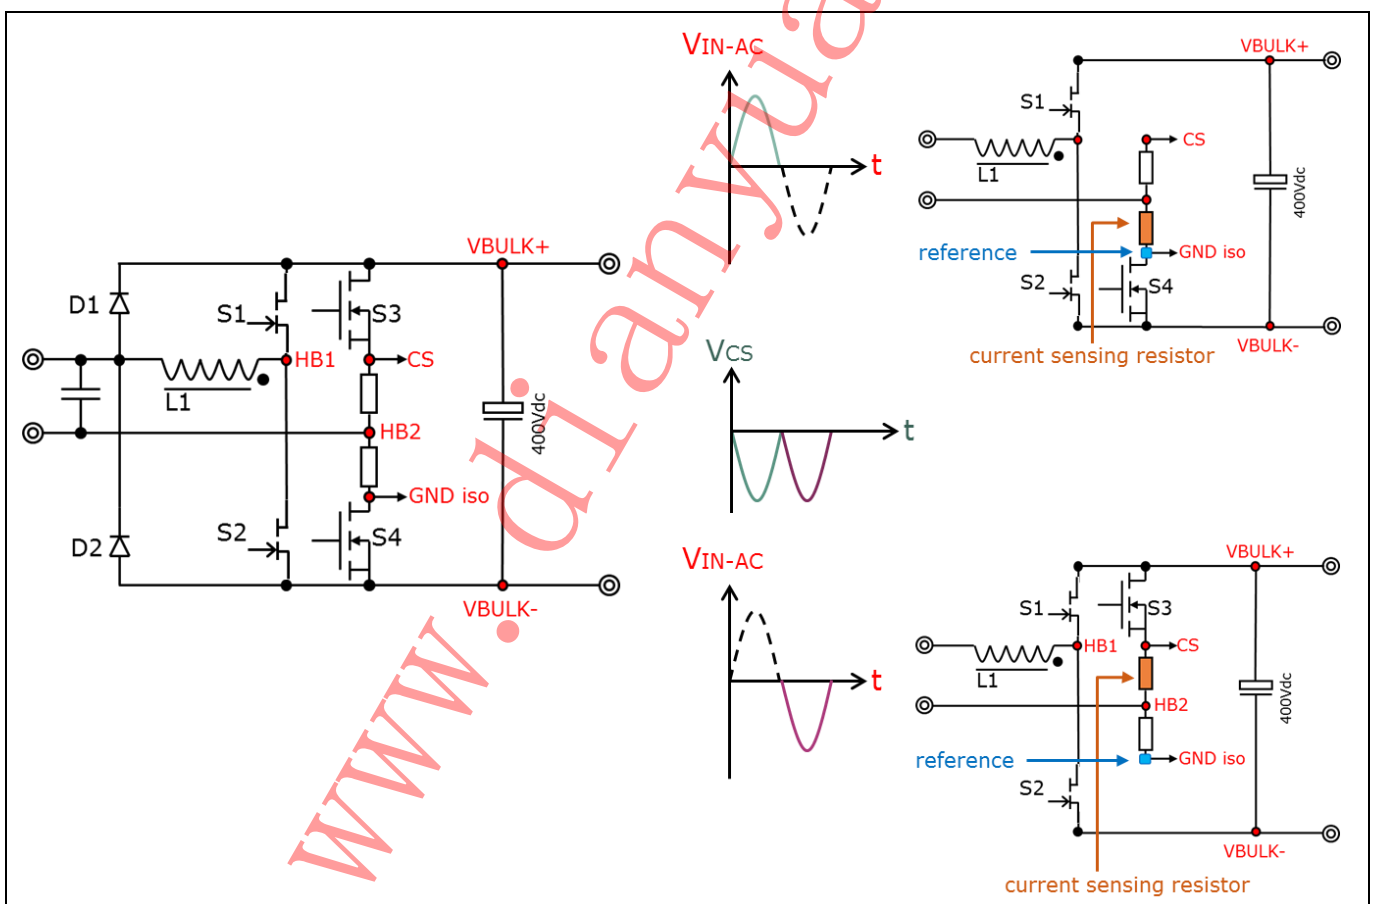 VBULK+
D1
S1
S3
HB1
CS
L1
HB2
400Vdc
GND iso
S2
S4
D2
VBULK-
VIN-AC
t
VCS
t
VIN-AC
t
VBULK+
S1
CS
L1
400Vdc
reference
GND iso
S2
S4
VBULK-
current sensing resistor
VBULK+
S1
S3
HB1
CS
L1
400Vdc
HB2
reference
GND iso
S2
VBULK-
current sensing resistor
www.dianyua